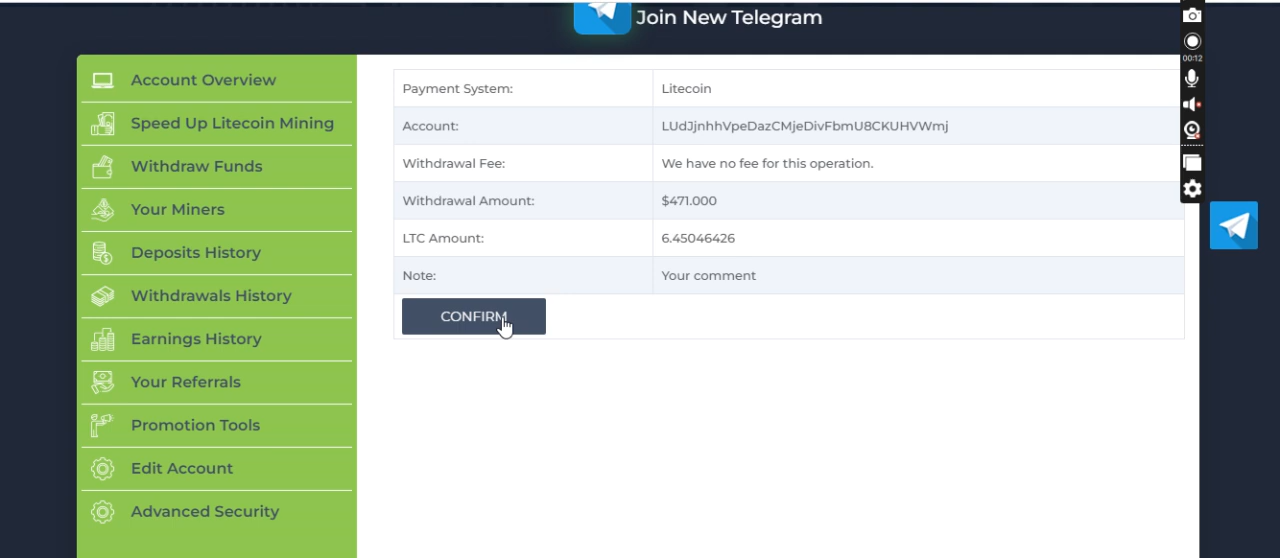 Join New Telegram
00:12
Account Overview
Speed Up Litecoin Mining
Withdraw Funds
Your Miners
Deposits History
Withdrawals History
Earnings History
Your Referrals
Promotion Tools
Edit Account
Advanced Security
Payment System: Litecoin
Account: LUdJjnhhVpeDazCMjeDivFbmU8CKUHVWmj
Withdrawal Fee: We have no fee for this operation.
Withdrawal Amount: $471.000
LTC Amount: 6.45046426
Note: Your comment
CONFIRM